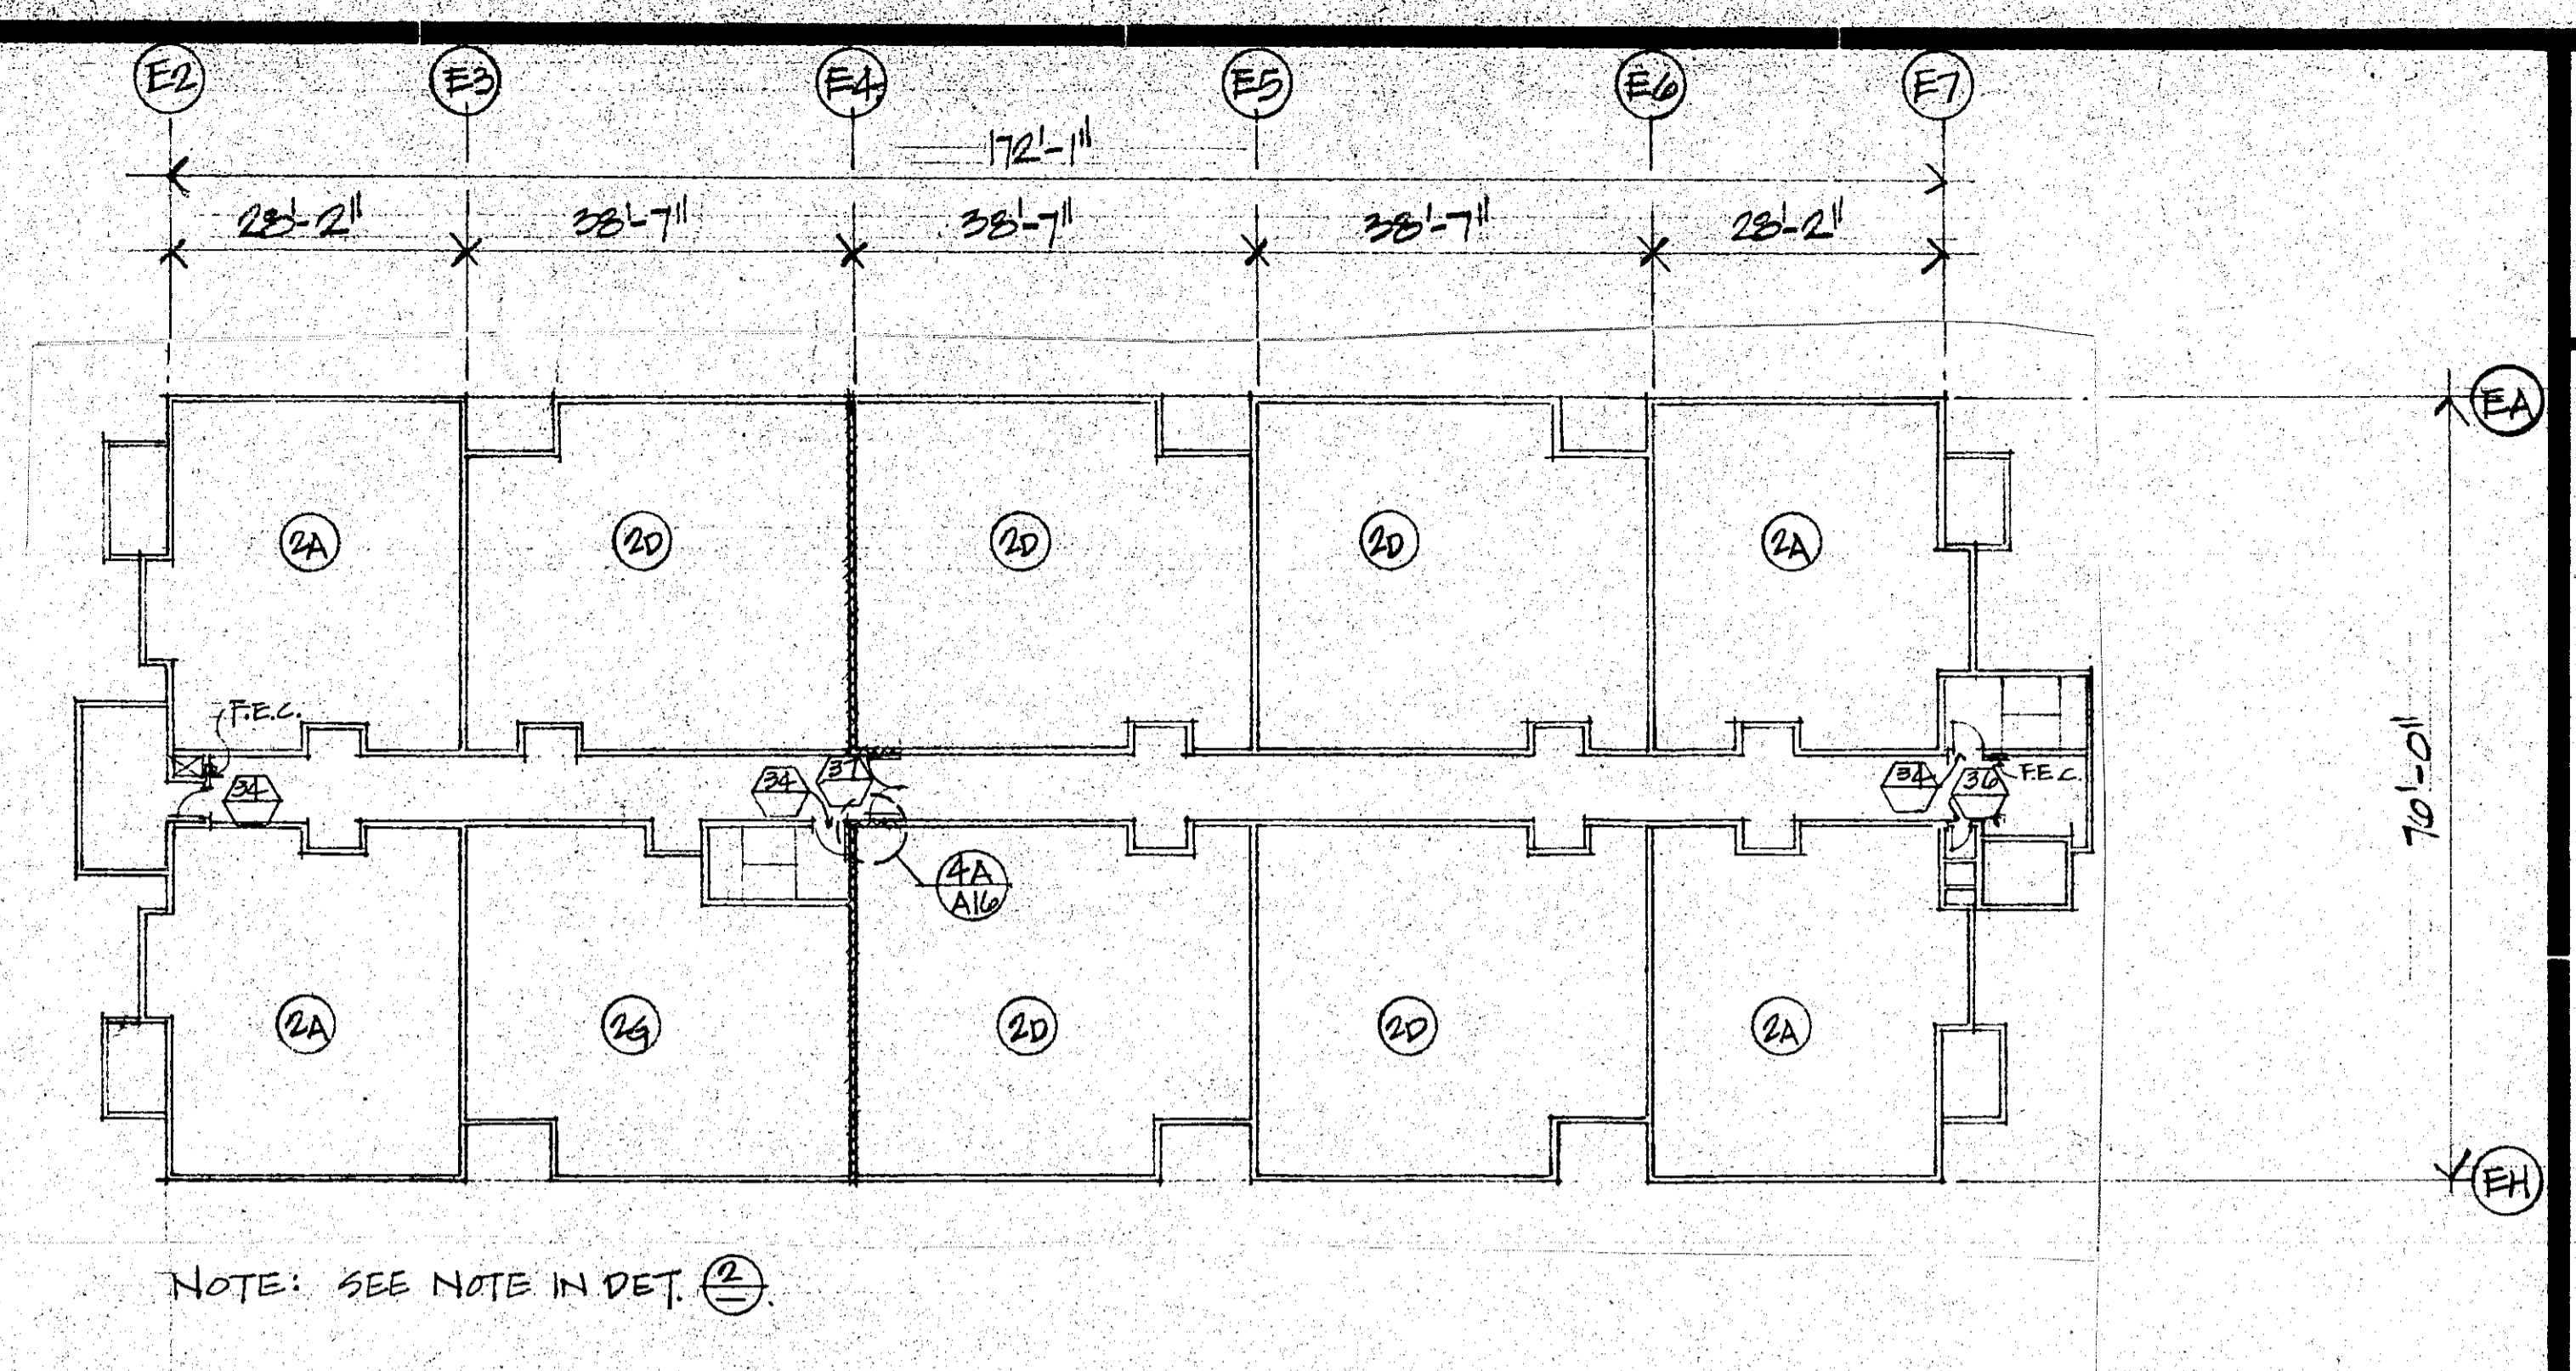 E2 E3 E4 E5 E6 E7
172'-1"
28'-2" 38'-7" 38'-7" 38'-7" 28'-2"
EA
2A 2D 2D 2D 2A
F.E.C.
34 34 37 34 36 F.E.C.
76'-0"
4A
A16
2A 2G 2D 2D 2A
EH
NOTE: SEE NOTE IN DET. 2
—